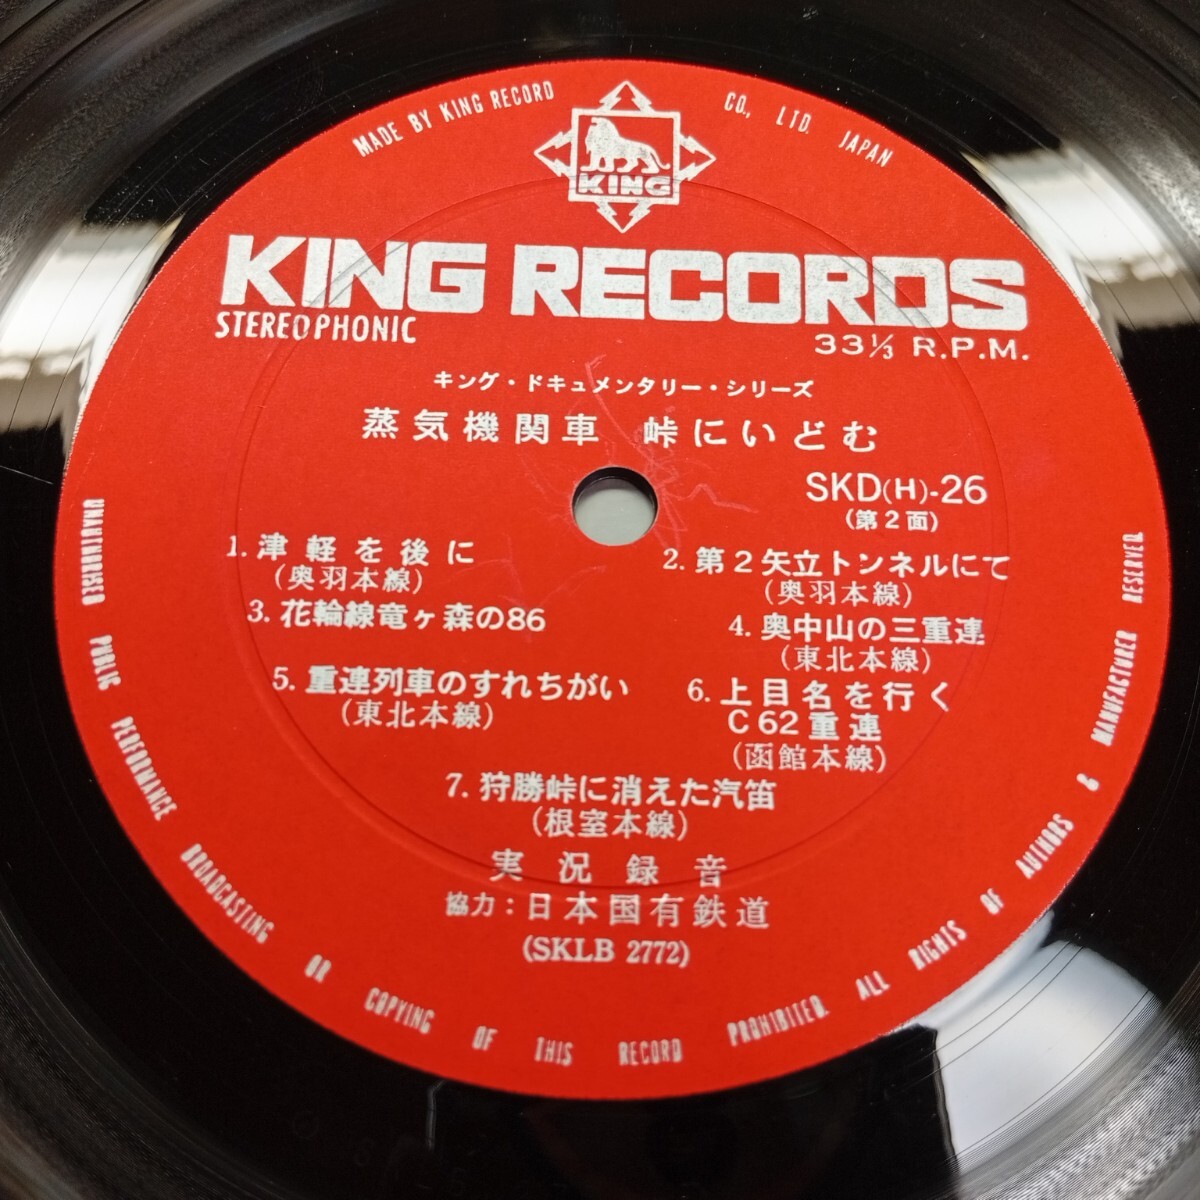 MADE BY KING RECORD CO., LTD. JAPAN
KING
KING RECORDS
STEREOPHONIC
33⅓ R.P.M.
キング・ドキュメンタリー・シリーズ
蒸気機関車 峠にいどむ
SKD(H)-26
(第2面)
1. 津軽を後に
(奥羽本線)
2. 第2矢立トンネルにて
(奥羽本線)
3. 花輪線竜ヶ森の86
4. 奥中山の三重連
(東北本線)
5. 重連列車のすれちがい
(東北本線)
6. 上目名を行く
C62重連
(函館本線)
7. 狩勝峠に消えた汽笛
(根室本線)
実況録音
協力：日本国有鉄道
(SKLB 2772)
UNAUTHORISED PUBLIC PERFORMANCE BROADCASTING OR COPYING OF THIS RECORD PROHIBITED. ALL RIGHTS OF AUTHORS & MANUFACTURER RESERVED.